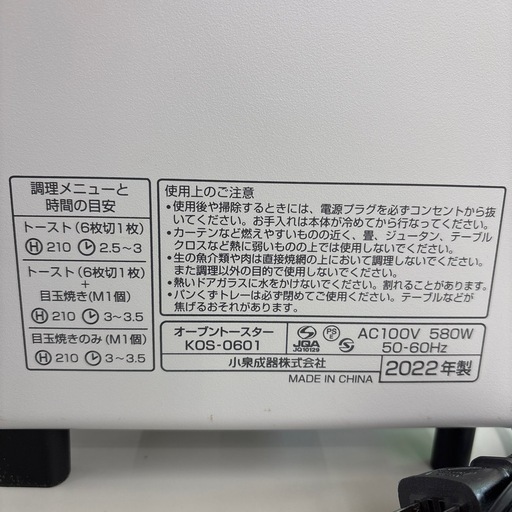 調理メニューと
時間の目安
トースト(6枚切1枚)
H 210 2.5~3
トースト(6枚切1枚)
+
目玉焼き(M1個)
H 210 3~3.5
目玉焼きのみ(M1個)
H 210 3~3.5
使用上のご注意
•使用後や掃除するときには、電源プラグを必ずコンセントから抜
いてください。お手入れは本体が冷めてから行なってください。
•カーテンなど燃えやすいものの近く、畳、ジュータン、テーブル
クロスなど熱に弱いものの上では使用しないでください。
•生の魚介類や肉は直接焼網の上において調理しないでください。
また調理以外の目的で使用しないでください。
•熱いドアガラスに水をかけないでください。割れることがあります。
•パンくずトレーは必ず閉めてご使用ください。テーブルなどが
焦げるおそれがあります。
オーブントースター
KOS-0601
JQA
JQ10129
PS
E
AC100V 580W
50-60Hz
小泉成器株式会社
MADE IN CHINA
2022年製